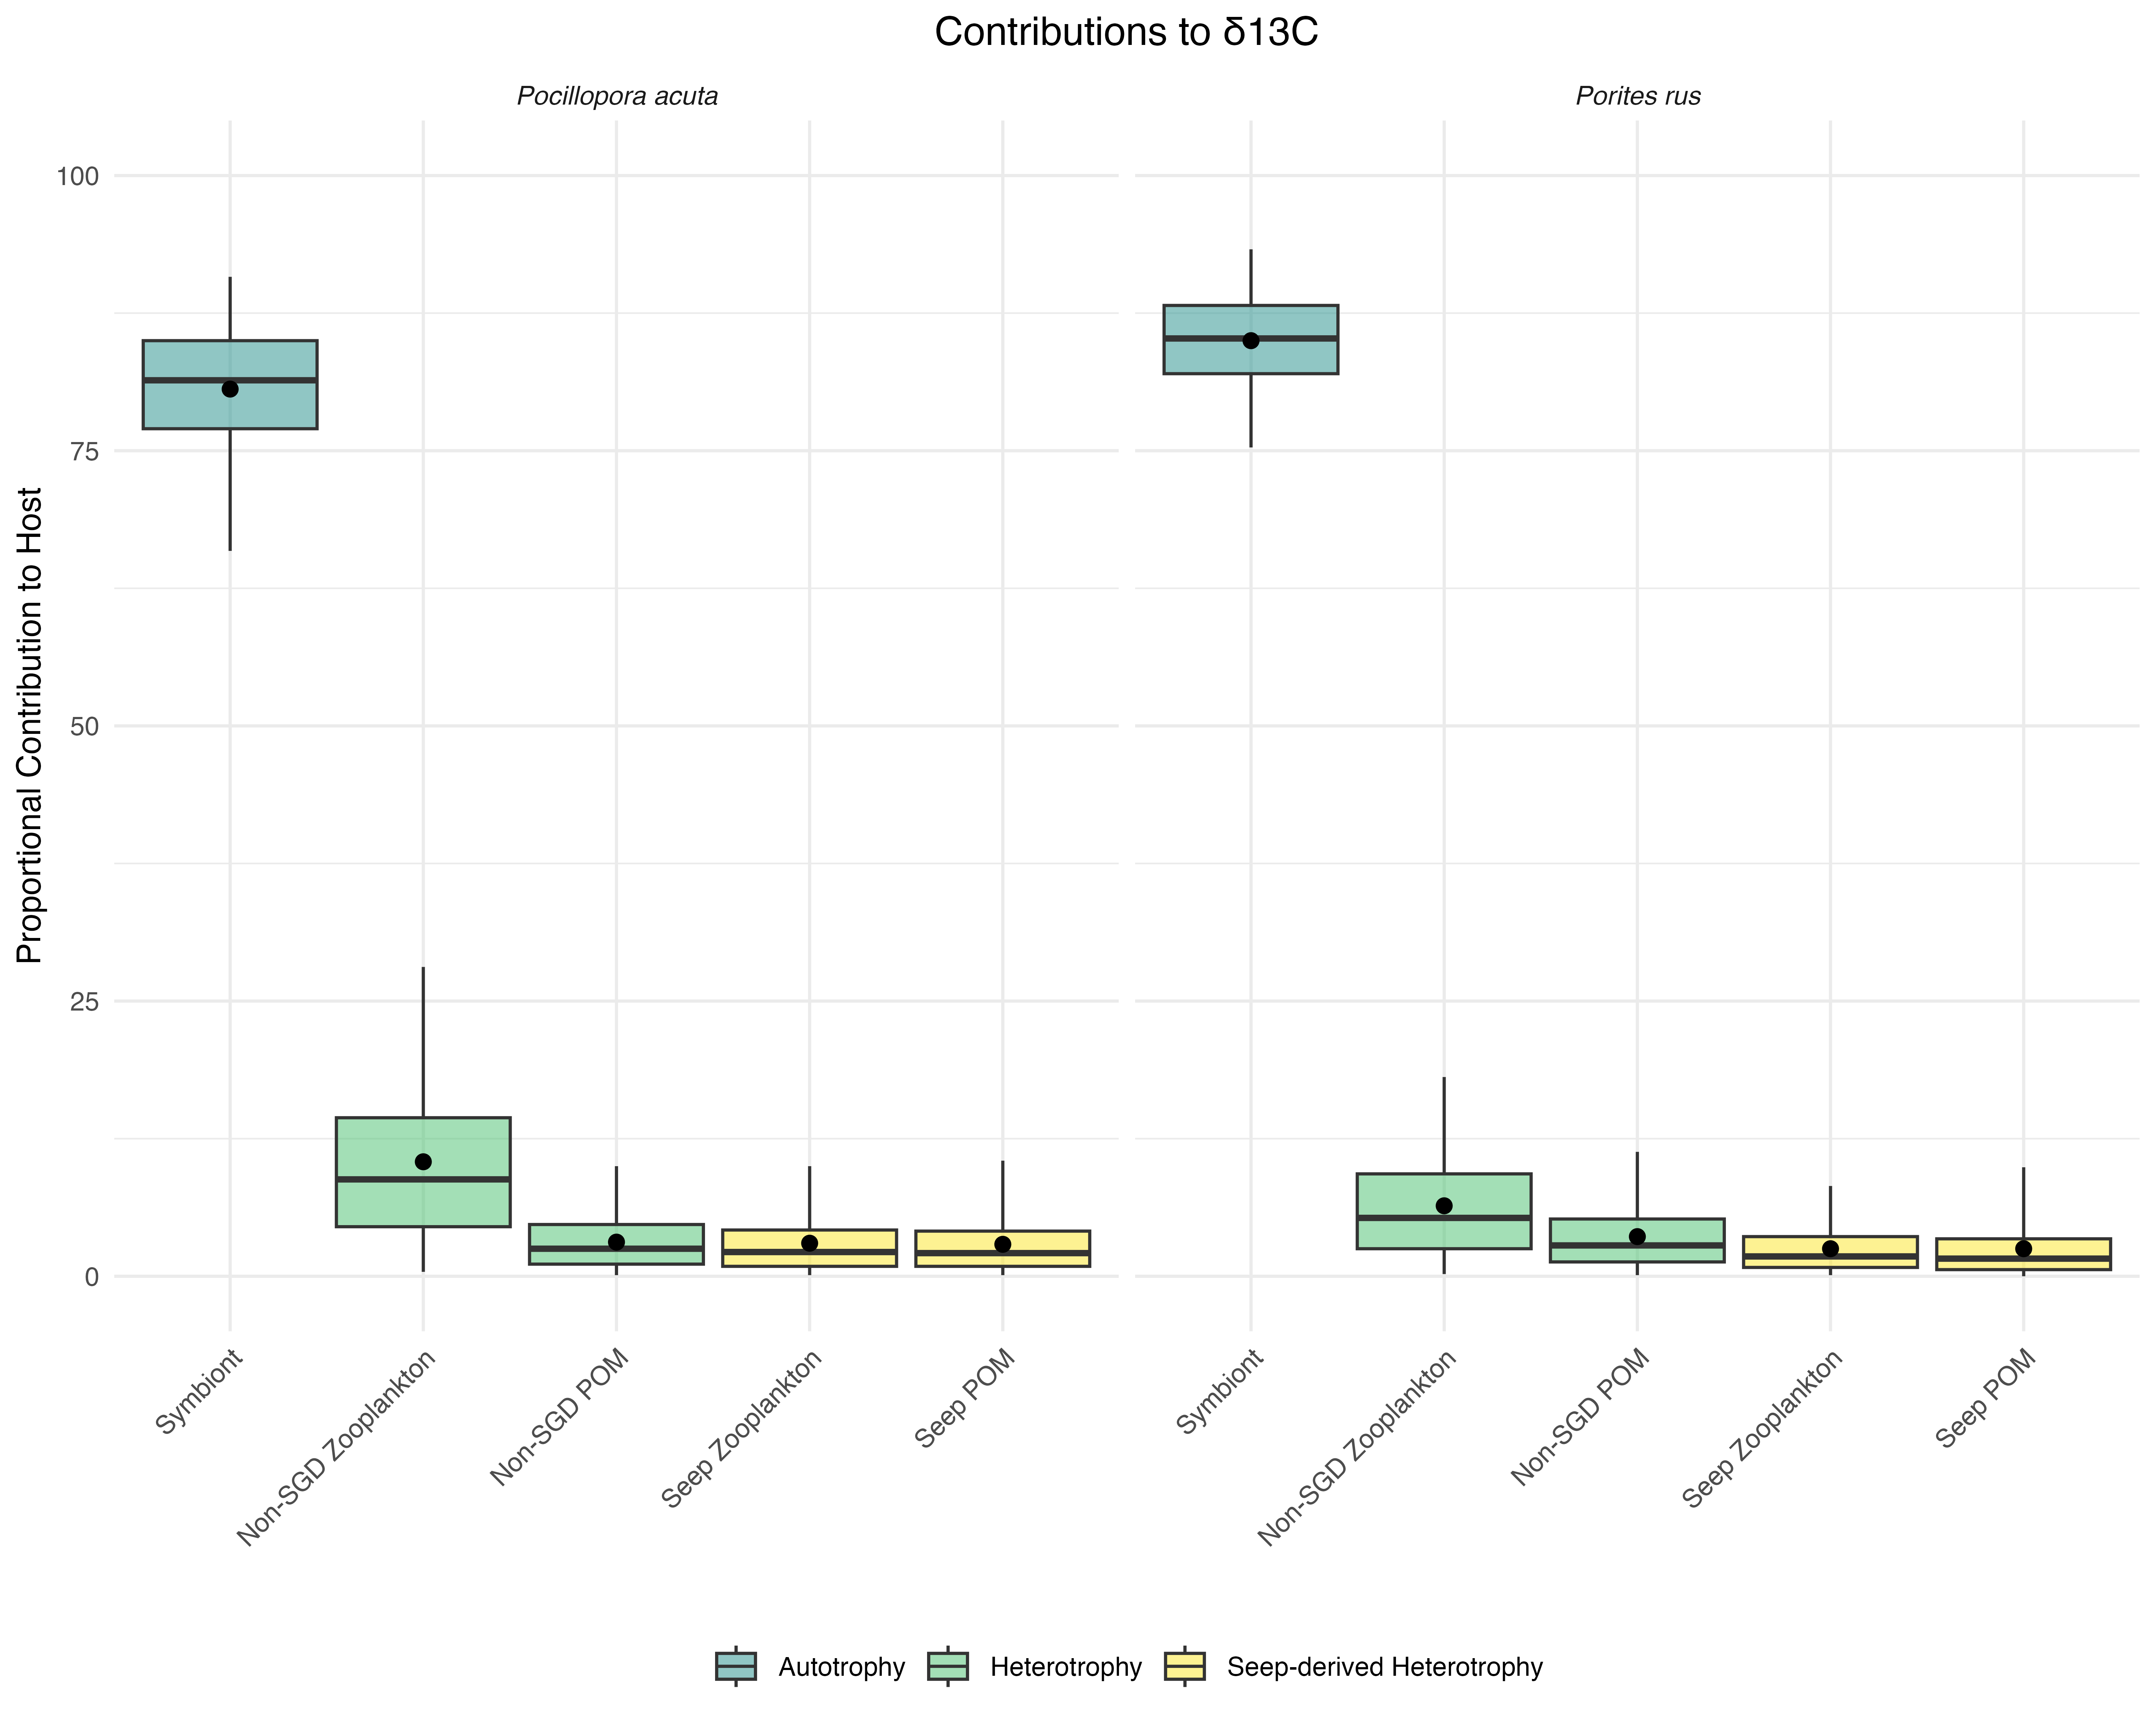 Contributions to δ13C
Pocillopora acuta
Porites rus
Proportional Contribution to Host
100
75
50
25
0
Symbiont
Non-SGD Zooplankton
Non-SGD POM
Seep Zooplankton
Seep POM
Symbiont
Non-SGD Zooplankton
Non-SGD POM
Seep Zooplankton
Seep POM
Autotrophy
Heterotrophy
Seep-derived Heterotrophy